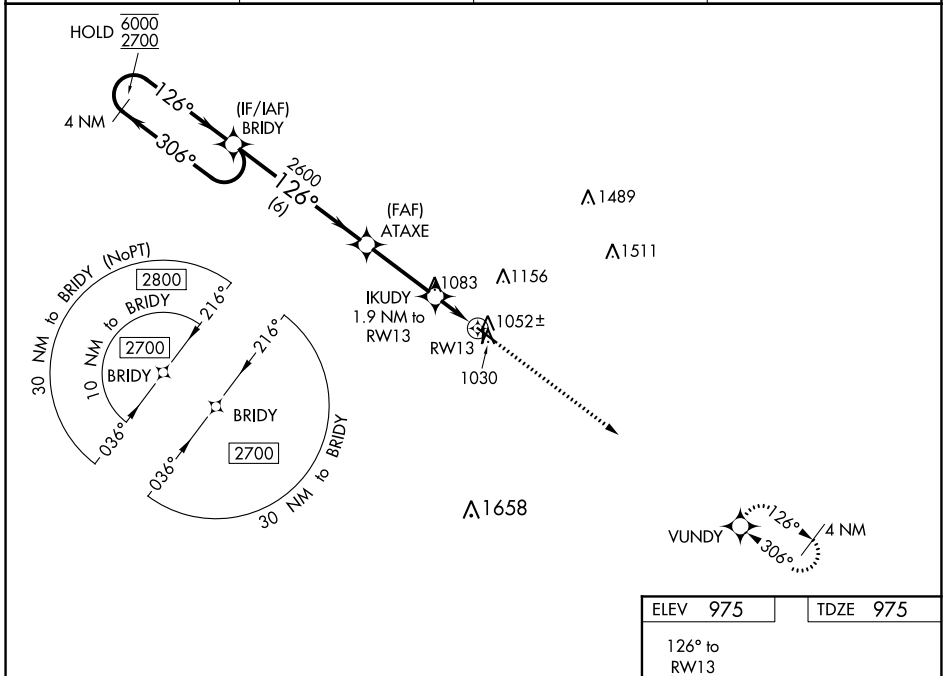 HOLD 6000
2700
126°
4 NM
306°
(IF/IAF)
BRIDY
2600
126°
(6)
(FAF)
ATAXE
1489
1511
1156
1083
IKUDY
1.9 NM to
RW13
1052±
RW13
1030
30 NM to BRIDY (NoPT)
2800
216°
10 NM to BRIDY
2700
BRIDY
036°
216°
BRIDY
2700
036°
30 NM to BRIDY
1658
VUNDY
126°
4 NM
306°
ELEV 975
TDZE 975
126° to
RW13